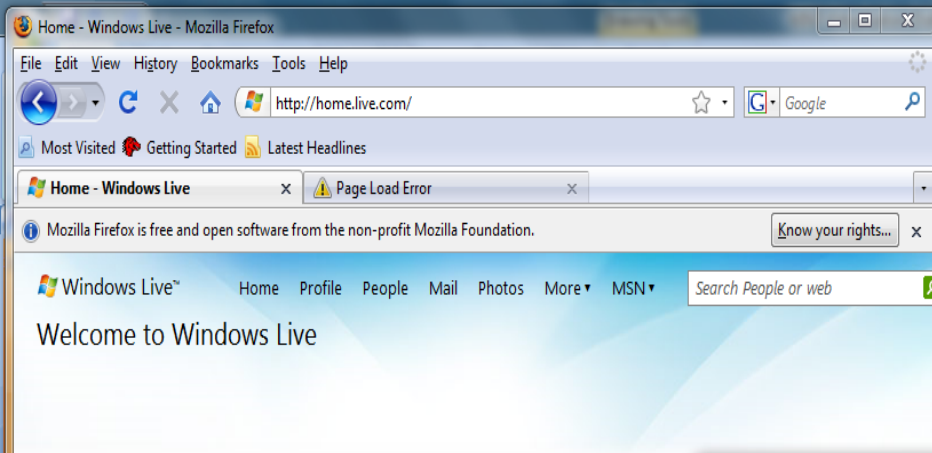 Home - Windows Live - Mozilla Firefox
File Edit View History Bookmarks Tools Help
http://home.live.com/ G Google
Most Visited Getting Started Latest Headlines
Home - Windows Live x Page Load Error x
Mozilla Firefox is free and open software from the non-profit Mozilla Foundation. Know your rights... x
Windows Live™ Home Profile People Mail Photos More MSN Search People or web
Welcome to Windows Live